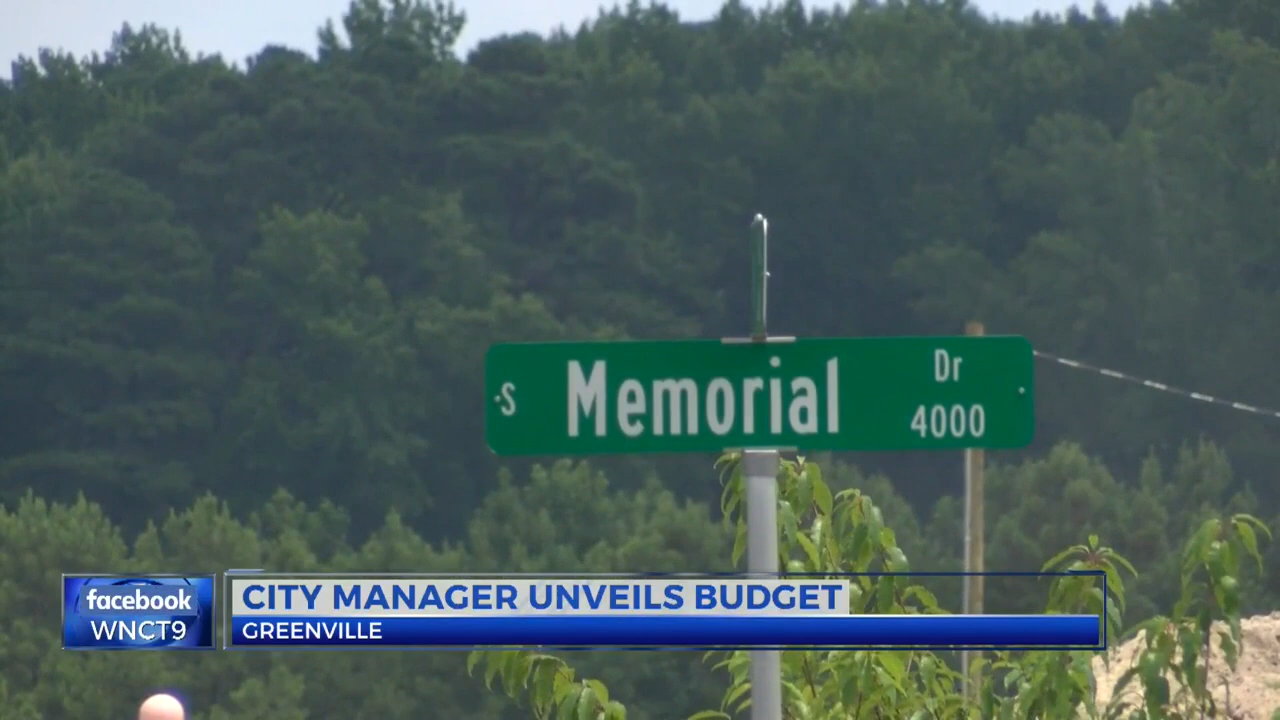 S Memorial Dr
4000
facebook
WNCT9
CITY MANAGER UNVEILS BUDGET
GREENVILLE